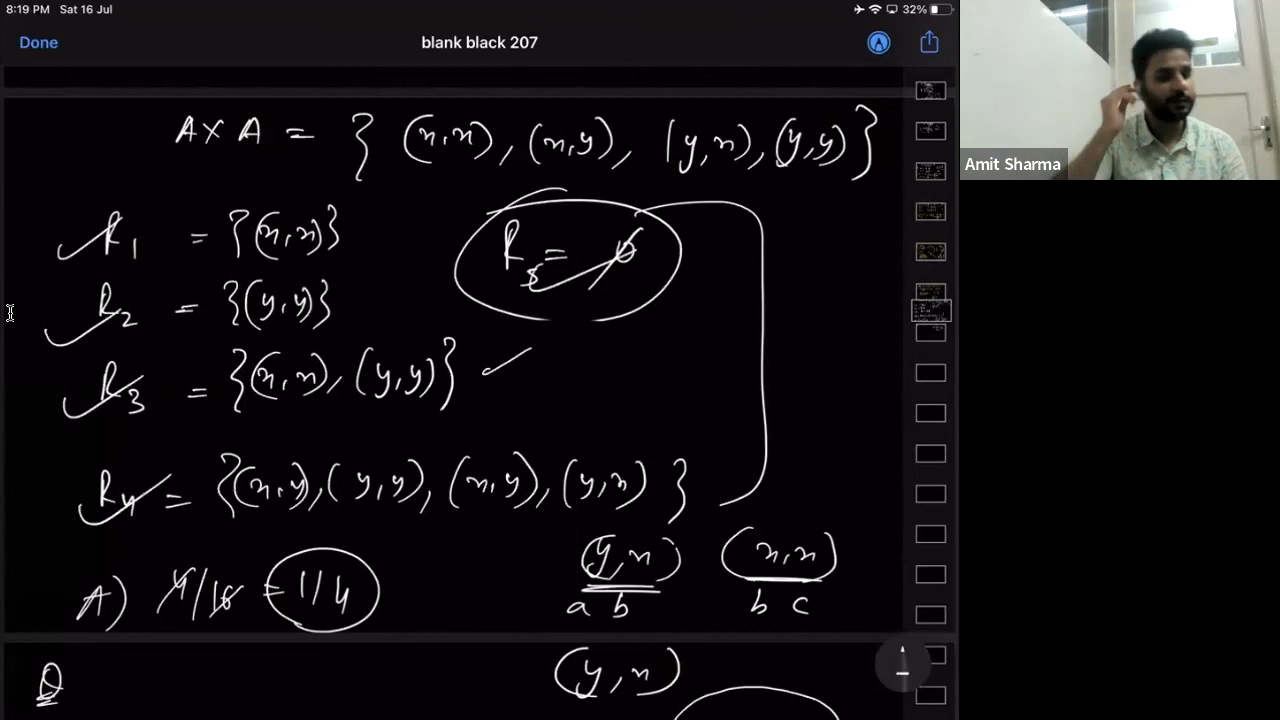 8:19 PM Sat 16 Jul 32%
Done blank black 207
Amit Sharma
A X A = { (x,x), (x,y), (y,x), (y,y) }
R1 = {(x,x)}
R5 = ø
R2 = {(y,y)}
R3 = {(x,x), (y,y)}
R4 = {(x,y), (y,y), (x,y), (y,x) }
(y,x) (x,x)
a b b c
A) 4/16 = 1/4
(y,x)
Q